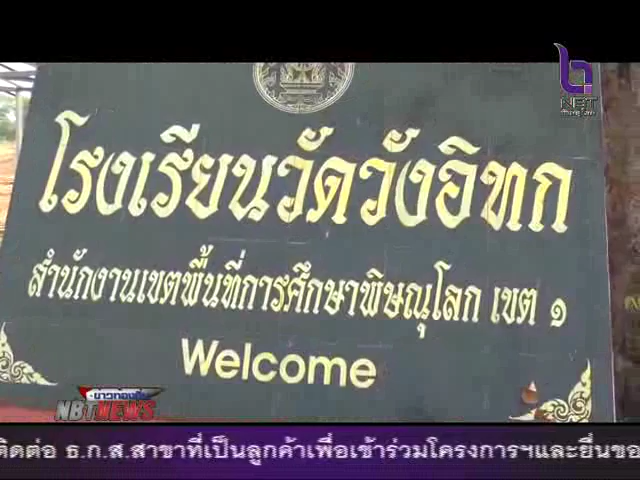 NBT
โรงเรียนวัดวังอิทก
สำนักงานเขตพื้นที่การศึกษาพิษณุโลก เขต ๑
Welcome
ข่าวท้องถิ่น
NBT NEWS
ติดต่อ ธ.ก.ส.สาขาที่เป็นลูกค้าเพื่อเข้าร่วมโครงการฯและยื่นขอ